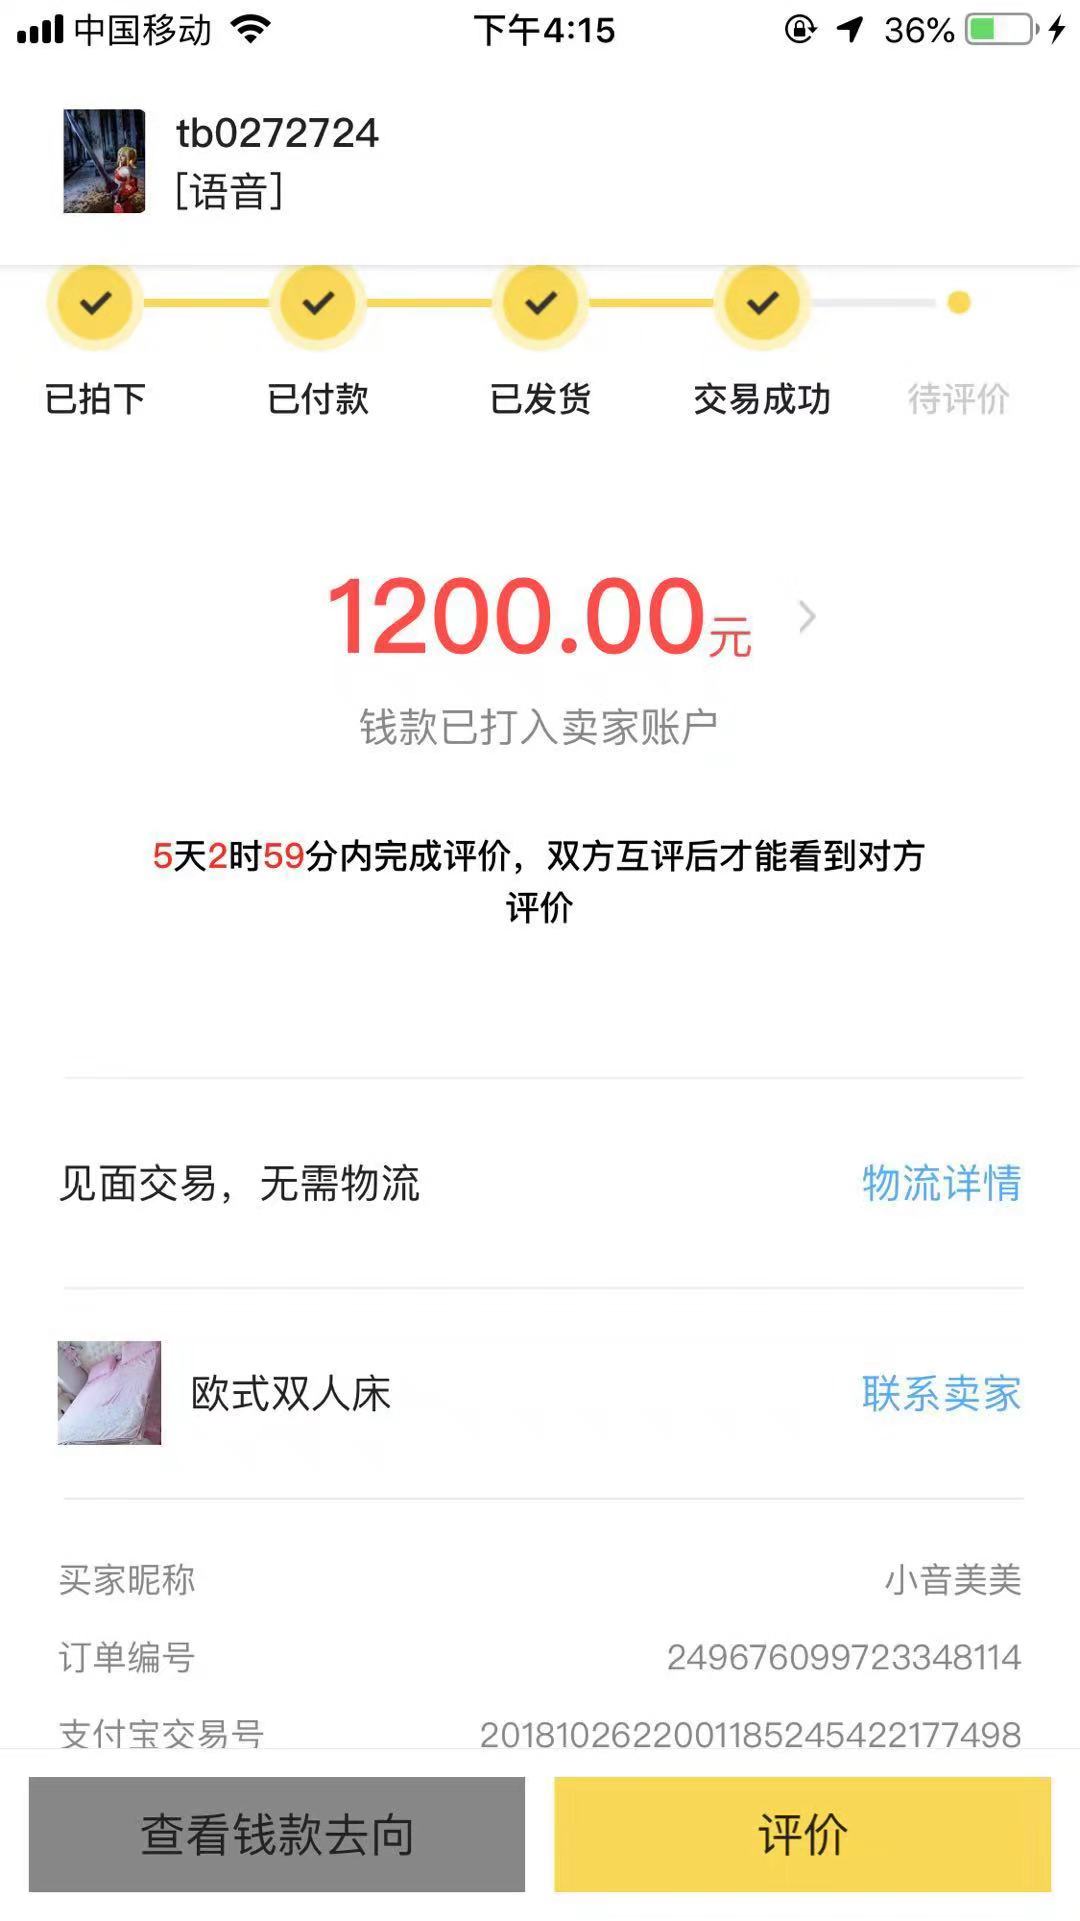 中国移动
下午4:15
36%
tb0272724
[语音]
已拍下
已付款
已发货
交易成功
待评价
1200.00元
钱款已打入卖家账户
5天2时59分内完成评价，双方互评后才能看到对方
评价
见面交易，无需物流
物流详情
欧式双人床
联系卖家
买家昵称
小音美美
订单编号
249676099723348114
支付宝交易号
2018102622001185245422177498
查看钱款去向
评价